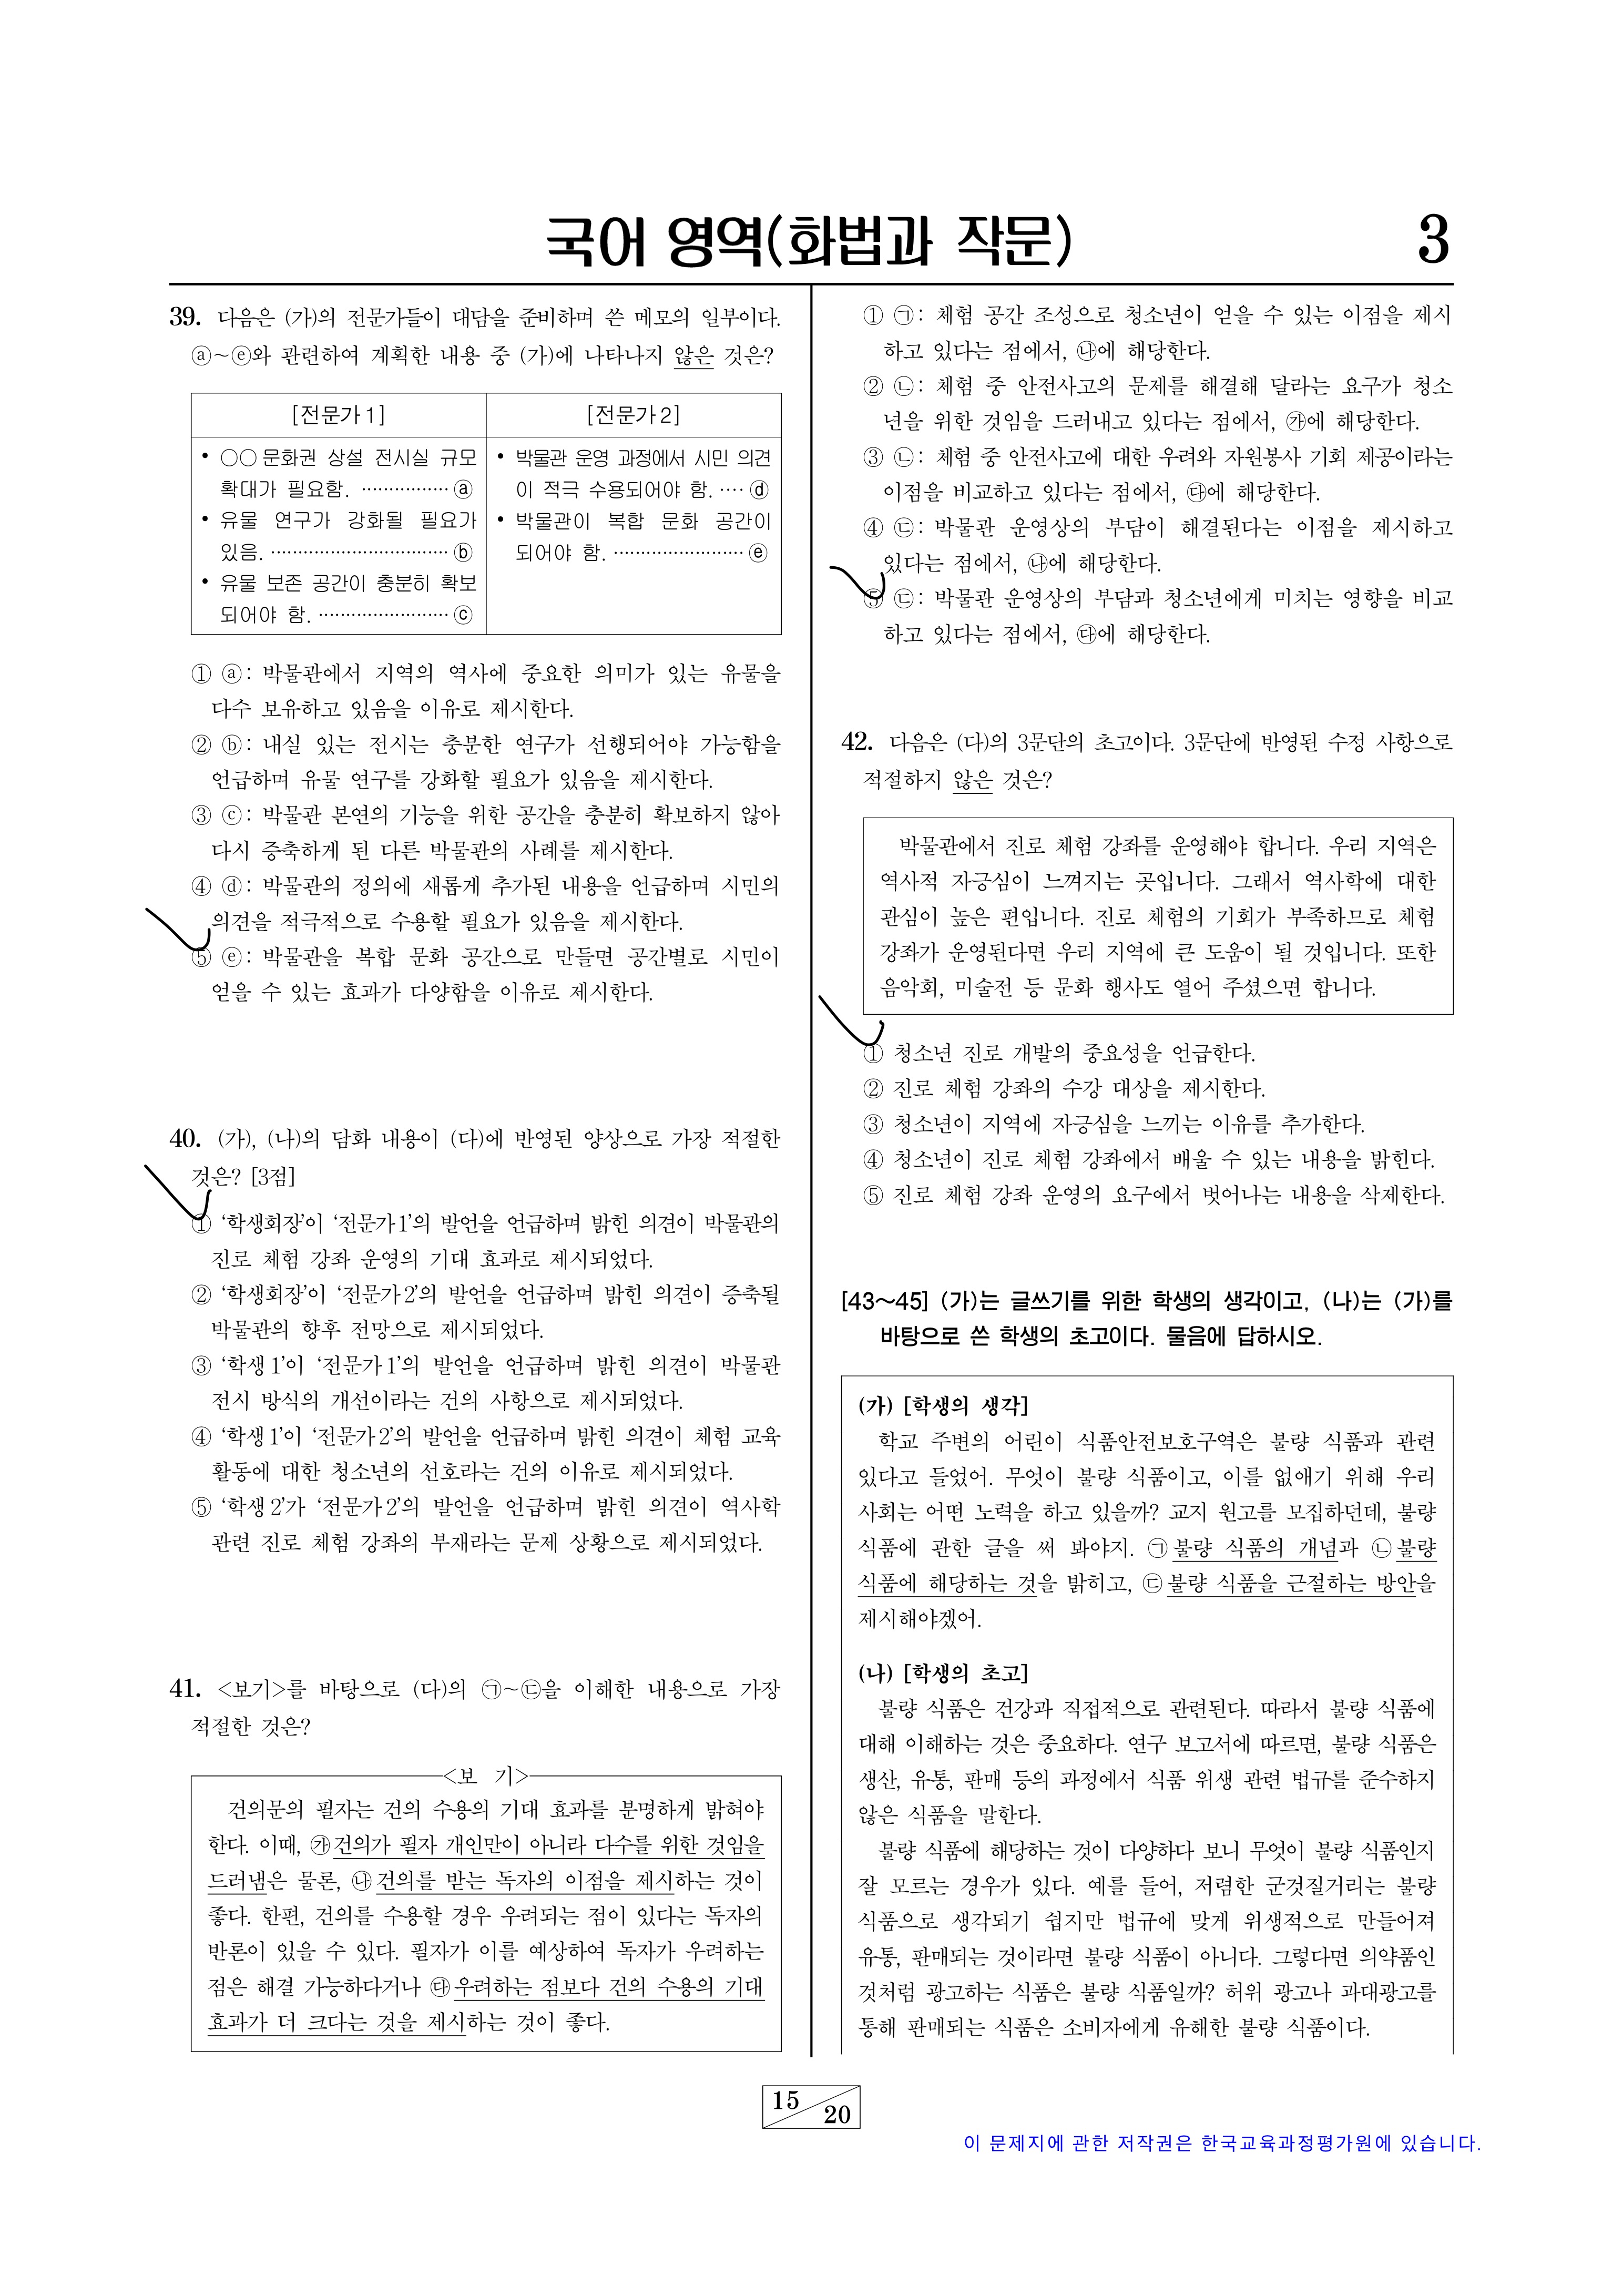 국어 영역(화법과 작문)
3
39. 다음은 (가)의 전문가들이 대담을 준비하며 쓴 메모의 일부이다.
ⓐ~ⓔ와 관련하여 계획한 내용 중 (가)에 나타나지 않은 것은?
[전문가 1]
• ○○문화권 상설 전시실 규모
확대가 필요함. ················ ⓐ
• 유물 연구가 강화될 필요가
있음. ································· ⓑ
• 유물 보존 공간이 충분히 확보
되어야 함. ························ ⓒ
[전문가 2]
• 박물관 운영 과정에서 시민 의견
이 적극 수용되어야 함. ···· ⓓ
• 박물관이 복합 문화 공간이
되어야 함. ························ ⓔ
① ⓐ: 박물관에서 지역의 역사에 중요한 의미가 있는 유물을
다수 보유하고 있음을 이유로 제시한다.
② ⓑ: 내실 있는 전시는 충분한 연구가 선행되어야 가능함을
언급하며 유물 연구를 강화할 필요가 있음을 제시한다.
③ ⓒ: 박물관 본연의 기능을 위한 공간을 충분히 확보하지 않아
다시 증축하게 된 다른 박물관의 사례를 제시한다.
④ ⓓ: 박물관의 정의에 새롭게 추가된 내용을 언급하며 시민의
의견을 적극적으로 수용할 필요가 있음을 제시한다.
⑤ ⓔ: 박물관을 복합 문화 공간으로 만들면 공간별로 시민이
얻을 수 있는 효과가 다양함을 이유로 제시한다.
40. (가), (나)의 담화 내용이 (다)에 반영된 양상으로 가장 적절한
것은? [3점]
① ‘학생회장’이 ‘전문가 1’의 발언을 언급하며 밝힌 의견이 박물관의
진로 체험 강좌 운영의 기대 효과로 제시되었다.
② ‘학생회장’이 ‘전문가 2’의 발언을 언급하며 밝힌 의견이 증축될
박물관의 향후 전망으로 제시되었다.
③ ‘학생 1’이 ‘전문가 1’의 발언을 언급하며 밝힌 의견이 박물관
전시 방식의 개선이라는 건의 사항으로 제시되었다.
④ ‘학생 1’이 ‘전문가 2’의 발언을 언급하며 밝힌 의견이 체험 교육
활동에 대한 청소년의 선호라는 건의 이유로 제시되었다.
⑤ ‘학생 2’가 ‘전문가 2’의 발언을 언급하며 밝힌 의견이 역사학
관련 진로 체험 강좌의 부재라는 문제 상황으로 제시되었다.
41. <보기>를 바탕으로 (다)의 ㉠~㉢을 이해한 내용으로 가장
적절한 것은?
<보 기>
건의문의 필자는 건의 수용의 기대 효과를 분명하게 밝혀야
한다. 이때, ㉮건의가 필자 개인만이 아니라 다수를 위한 것임을
드러냄은 물론, ㉯건의를 받는 독자의 이점을 제시하는 것이
좋다. 한편, 건의를 수용할 경우 우려되는 점이 있다는 독자의
반론이 있을 수 있다. 필자가 이를 예상하여 독자가 우려하는
점은 해결 가능하다거나 ㉰우려하는 점보다 건의 수용의 기대
효과가 더 크다는 것을 제시하는 것이 좋다.
① ㉠: 체험 공간 조성으로 청소년이 얻을 수 있는 이점을 제시
하고 있다는 점에서, ㉯에 해당한다.
② ㉡: 체험 중 안전사고의 문제를 해결해 달라는 요구가 청소
년을 위한 것임을 드러내고 있다는 점에서, ㉮에 해당한다.
③ ㉡: 체험 중 안전사고에 대한 우려와 자원봉사 기회 제공이라는
이점을 비교하고 있다는 점에서, ㉰에 해당한다.
④ ㉢: 박물관 운영상의 부담이 해결된다는 이점을 제시하고
있다는 점에서, ㉯에 해당한다.
⑤ ㉢: 박물관 운영상의 부담과 청소년에게 미치는 영향을 비교
하고 있다는 점에서, ㉰에 해당한다.
42. 다음은 (다)의 3문단의 초고이다. 3문단에 반영된 수정 사항으로
적절하지 않은 것은?
박물관에서 진로 체험 강좌를 운영해야 합니다. 우리 지역은
역사적 자긍심이 느껴지는 곳입니다. 그래서 역사학에 대한
관심이 높은 편입니다. 진로 체험의 기회가 부족하므로 체험
강좌가 운영된다면 우리 지역에 큰 도움이 될 것입니다. 또한
음악회, 미술전 등 문화 행사도 열어 주셨으면 합니다.
① 청소년 진로 개발의 중요성을 언급한다.
② 진로 체험 강좌의 수강 대상을 제시한다.
③ 청소년이 지역에 자긍심을 느끼는 이유를 추가한다.
④ 청소년이 진로 체험 강좌에서 배울 수 있는 내용을 밝힌다.
⑤ 진로 체험 강좌 운영의 요구에서 벗어나는 내용을 삭제한다.
[43~45] (가)는 글쓰기를 위한 학생의 생각이고, (나)는 (가)를
바탕으로 쓴 학생의 초고이다. 물음에 답하시오.
(가) [학생의 생각]
학교 주변의 어린이 식품안전보호구역은 불량 식품과 관련
있다고 들었어. 무엇이 불량 식품이고, 이를 없애기 위해 우리
사회는 어떤 노력을 하고 있을까? 교지 원고를 모집하던데, 불량
식품에 관한 글을 써 봐야지. ㉠불량 식품의 개념과 ㉡불량
식품에 해당하는 것을 밝히고, ㉢불량 식품을 근절하는 방안을
제시해야겠어.
(나) [학생의 초고]
불량 식품은 건강과 직접적으로 관련된다. 따라서 불량 식품에
대해 이해하는 것은 중요하다. 연구 보고서에 따르면, 불량 식품은
생산, 유통, 판매 등의 과정에서 식품 위생 관련 법규를 준수하지
않은 식품을 말한다.
불량 식품에 해당하는 것이 다양하다 보니 무엇이 불량 식품인지
잘 모르는 경우가 있다. 예를 들어, 저렴한 군것질거리는 불량
식품으로 생각되기 쉽지만 법규에 맞게 위생적으로 만들어져
유통, 판매되는 것이라면 불량 식품이 아니다. 그렇다면 의약품인
것처럼 광고하는 식품은 불량 식품일까? 허위 광고나 과대광고를
통해 판매되는 식품은 소비자에게 유해한 불량 식품이다.
15
20
이 문제지에 관한 저작권은 한국교육과정평가원에 있습니다.